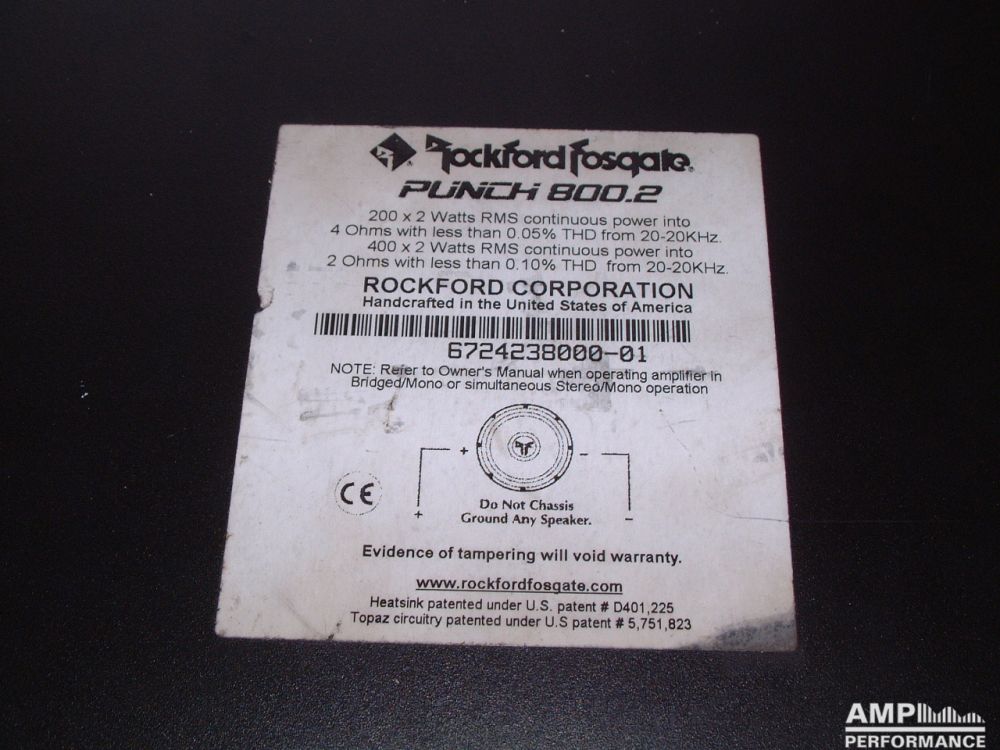 Rockford Fosgate
PUNCH 800.2
200 x 2 Watts RMS continuous power into
4 Ohms with less than 0.05% THD from 20-20KHz.
400 x 2 Watts RMS continuous power into
2 Ohms with less than 0.10% THD from 20-20KHz.
ROCKFORD CORPORATION
Handcrafted in the United States of America
6724238000-01
NOTE: Refer to Owner's Manual when operating amplifier in
Bridged/Mono or simultaneous Stereo/Mono operation
+ -
+ -
Do Not Chassis
Ground Any Speaker.
CE
Evidence of tampering will void warranty.
www.rockfordfosgate.com
Heatsink patented under U.S. patent # D401,225
Topaz circuitry patented under U.S patent # 5,751,823
AMP
PERFORMANCE